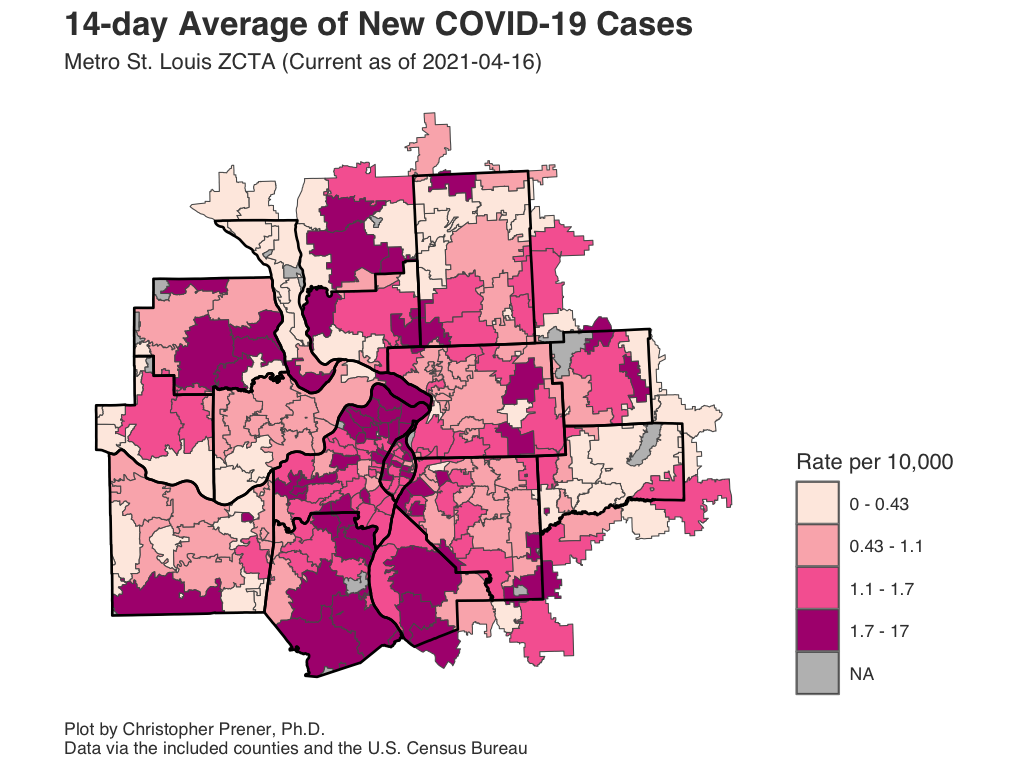 14-day Average of New COVID-19 Cases
Metro St. Louis ZCTA (Current as of 2021-04-16)
Rate per 10,000
0 - 0.43
0.43 - 1.1
1.1 - 1.7
1.7 - 17
NA
Plot by Christopher Prener, Ph.D.
Data via the included counties and the U.S. Census Bureau